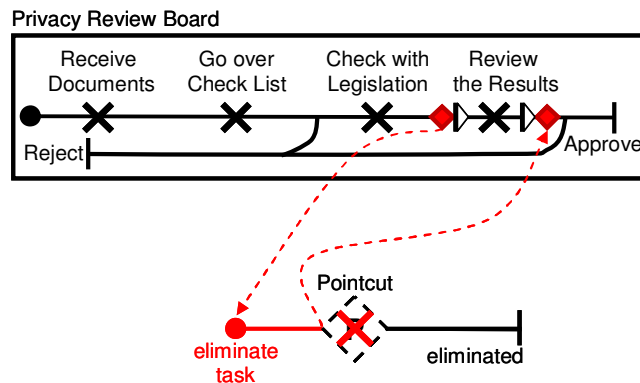 Privacy Review Board
Receive Go over Check with Review
Documents Check List Legislation the Results
Reject Approve
Pointcut
eliminate eliminated
task